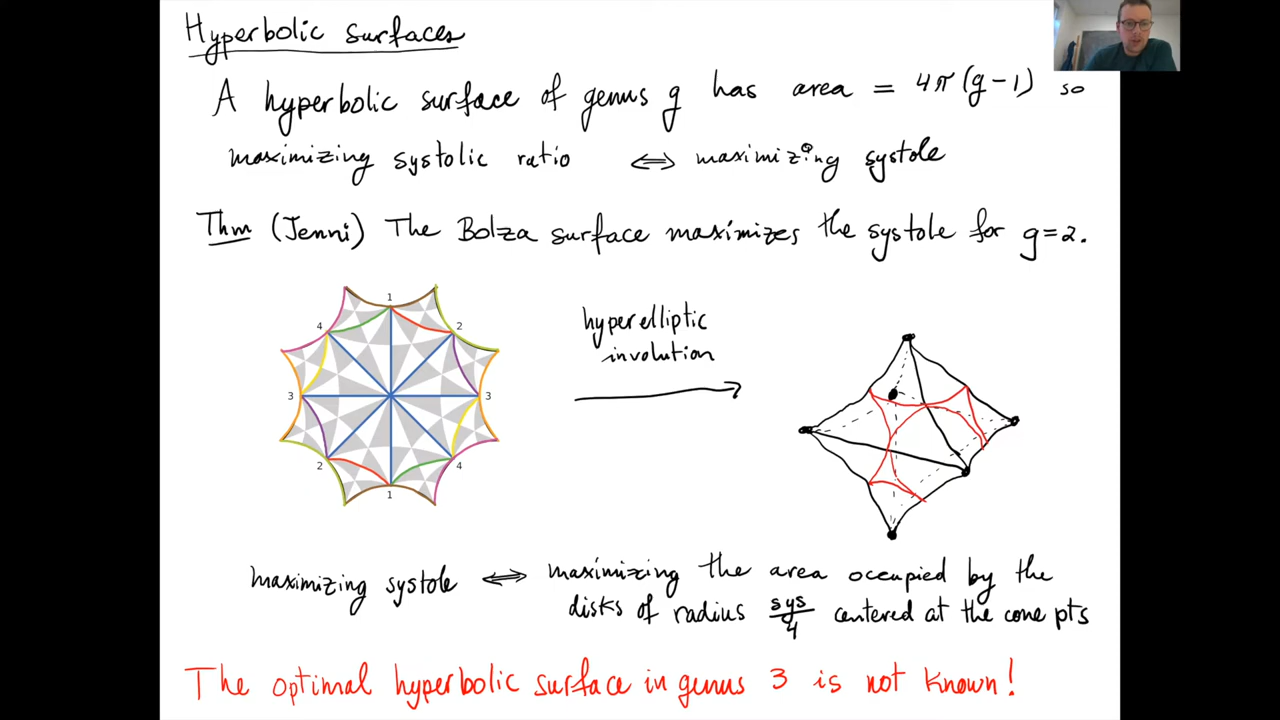 Hyperbolic surfaces
A hyperbolic surface of genus g has area = 4π(g-1) so
maximizing systolic ratio ⟺ maximizing systole
Thm (Jenni) The Bolza surface maximizes the systole for g=2.
1
4 2
3 3
2 4
1
hyperelliptic
involution
maximizing systole ⟺ maximizing the area occupied by the
disks of radius sys/4 centered at the cone pts
The optimal hyperbolic surface in genus 3 is not known!